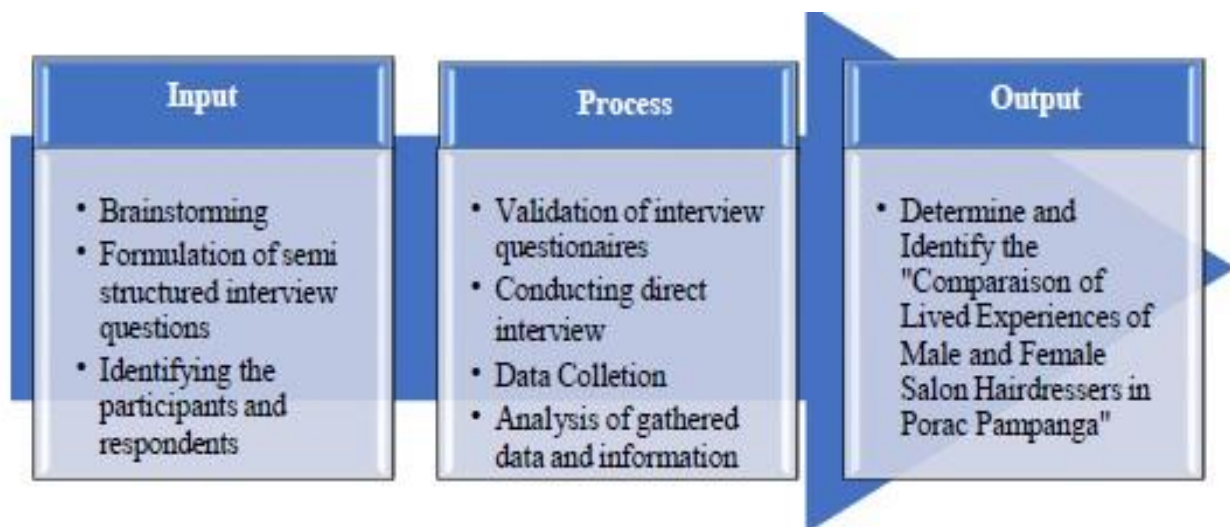 Input
• Brainstorming
• Formulation of semi
structured interview
questions
• Identifying the
participants and
respondents
Process
• Validation of interview
questionaires
• Conducting direct
interview
• Data Colletion
• Analysis of gathered
data and information
Output
• Determine and
Identify the
"Comparaison of
Lived Experiences of
Male and Female
Salon Hairdressers in
Porac Pampanga"